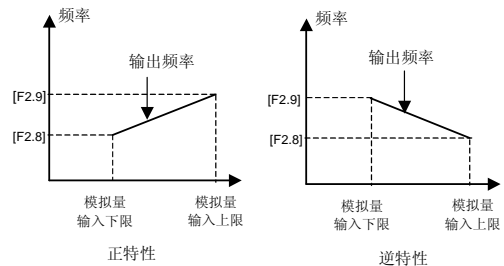 频率
输出频率
[F2.9]
[F2.8]
模拟量
输入下限
模拟量
输入上限
正特性
频率
输出频率
[F2.9]
[F2.8]
模拟量
输入下限
模拟量
输入上限
逆特性